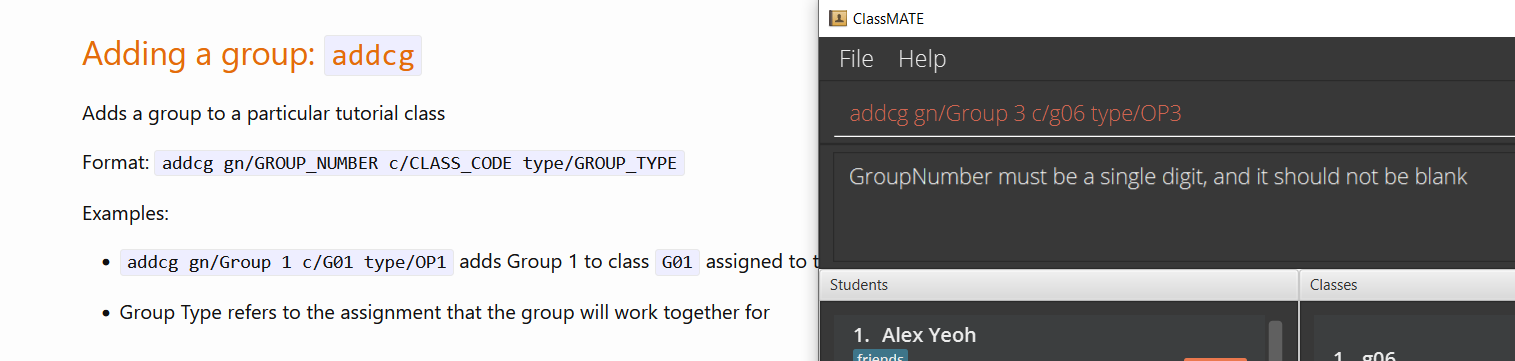 Adding a group: addcg
Adds a group to a particular tutorial class
Format: addcg gn/GROUP_NUMBER c/CLASS_CODE type/GROUP_TYPE
Examples:
• addcg gn/Group 1 c/G01 type/OP1 adds Group 1 to class G01 assigned to t
• Group Type refers to the assignment that the group will work together for
ClassMATE
File Help
addcg gn/Group 3 c/g06 type/OP3
GroupNumber must be a single digit, and it should not be blank
Students
Classes
1. Alex Yeoh
friends
1. g06